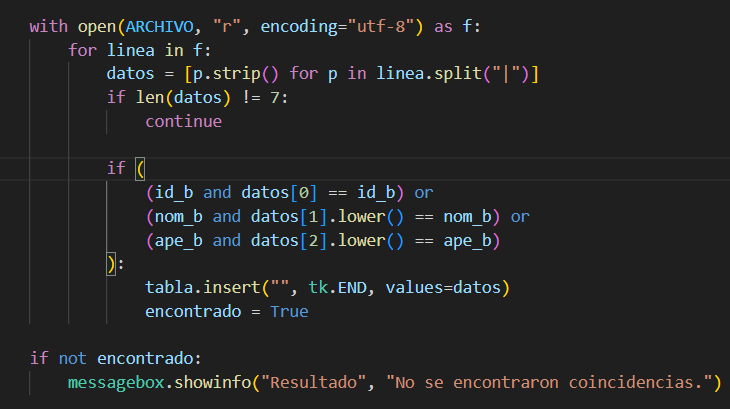 with open(ARCHIVO, "r", encoding="utf-8") as f:
    for linea in f:
        datos = [p.strip() for p in linea.split("|")]
        if len(datos) != 7:
            continue

        if (
            (id_b and datos[0] == id_b) or
            (nom_b and datos[1].lower() == nom_b) or
            (ape_b and datos[2].lower() == ape_b)
        ):
            tabla.insert("", tk.END, values=datos)
            encontrado = True

if not encontrado:
    messagebox.showinfo("Resultado", "No se encontraron coincidencias.")